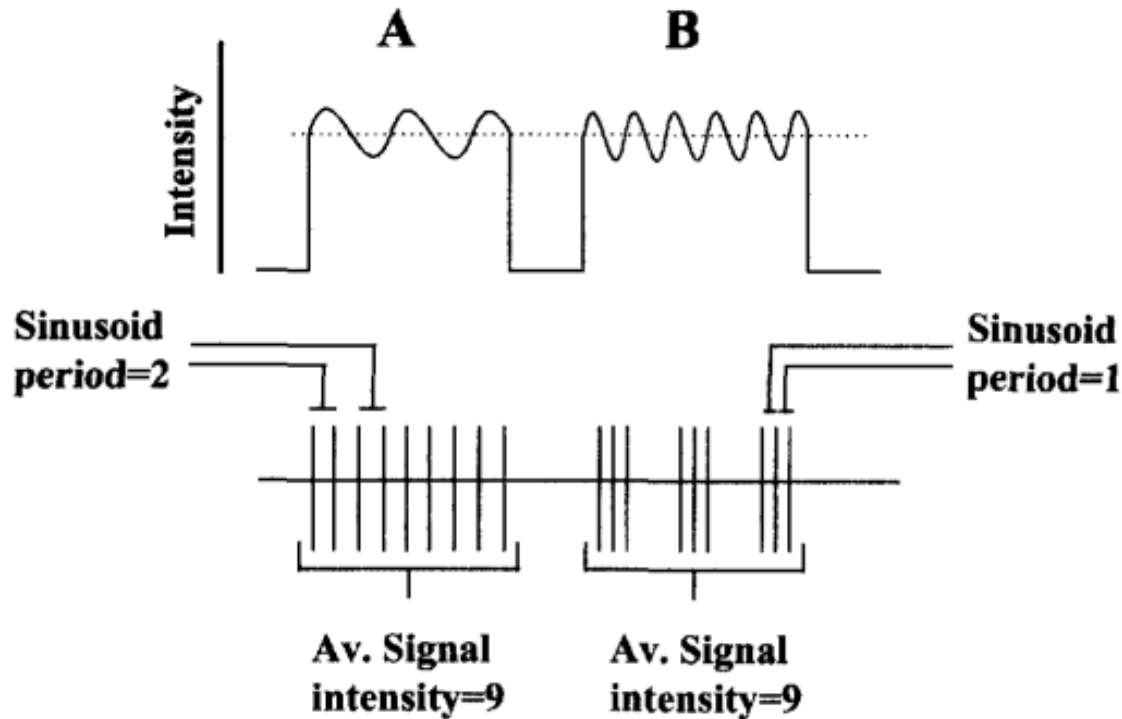 A
B
Intensity
Sinusoid
period=2
Sinusoid
period=1
Av. Signal
intensity=9
Av. Signal
intensity=9